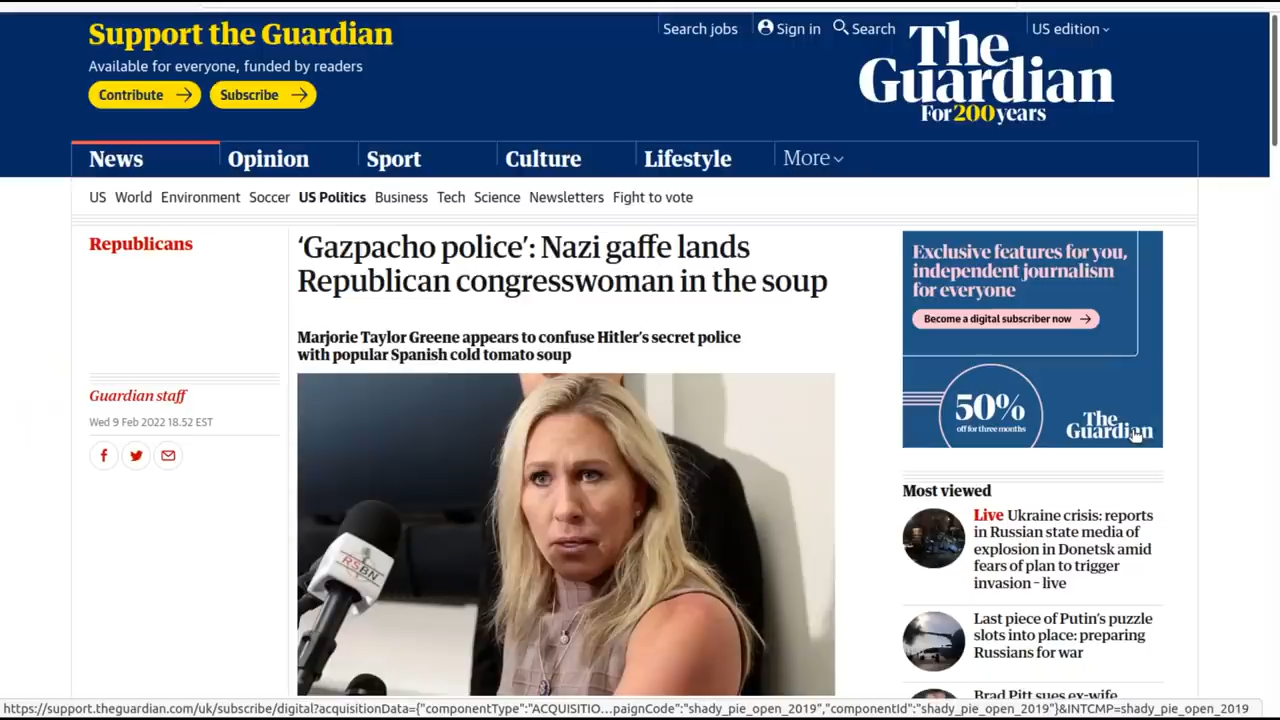 Support the Guardian
Available for everyone, funded by readers
Contribute
Subscribe
Search jobs
Sign in
Search
US edition
The
Guardian
For 200 years
News
Opinion
Sport
Culture
Lifestyle
More
US
World
Environment
Soccer
US Politics
Business
Tech
Science
Newsletters
Fight to vote
Republicans
‘Gazpacho police’: Nazi gaffe lands
Republican congresswoman in the soup
Marjorie Taylor Greene appears to confuse Hitler’s secret police
with popular Spanish cold tomato soup
Guardian staff
Wed 9 Feb 2022 18.52 EST
RSBN
Exclusive features for you,
independent journalism
for everyone
Become a digital subscriber now
50%
off for three months
The
Guardian
Most viewed
Live Ukraine crisis: reports
in Russian state media of
explosion in Donetsk amid
fears of plan to trigger
invasion – live
Last piece of Putin’s puzzle
slots into place: preparing
Russians for war
Brad Pitt sues ex-wife
https://support.theguardian.com/uk/subscribe/digital?acquisitionData={"componentType":"ACQUISITIO...paignCode":"shady_pie_open_2019","componentId":"shady_pie_open_2019"}&INTCMP=shady_pie_open_2019